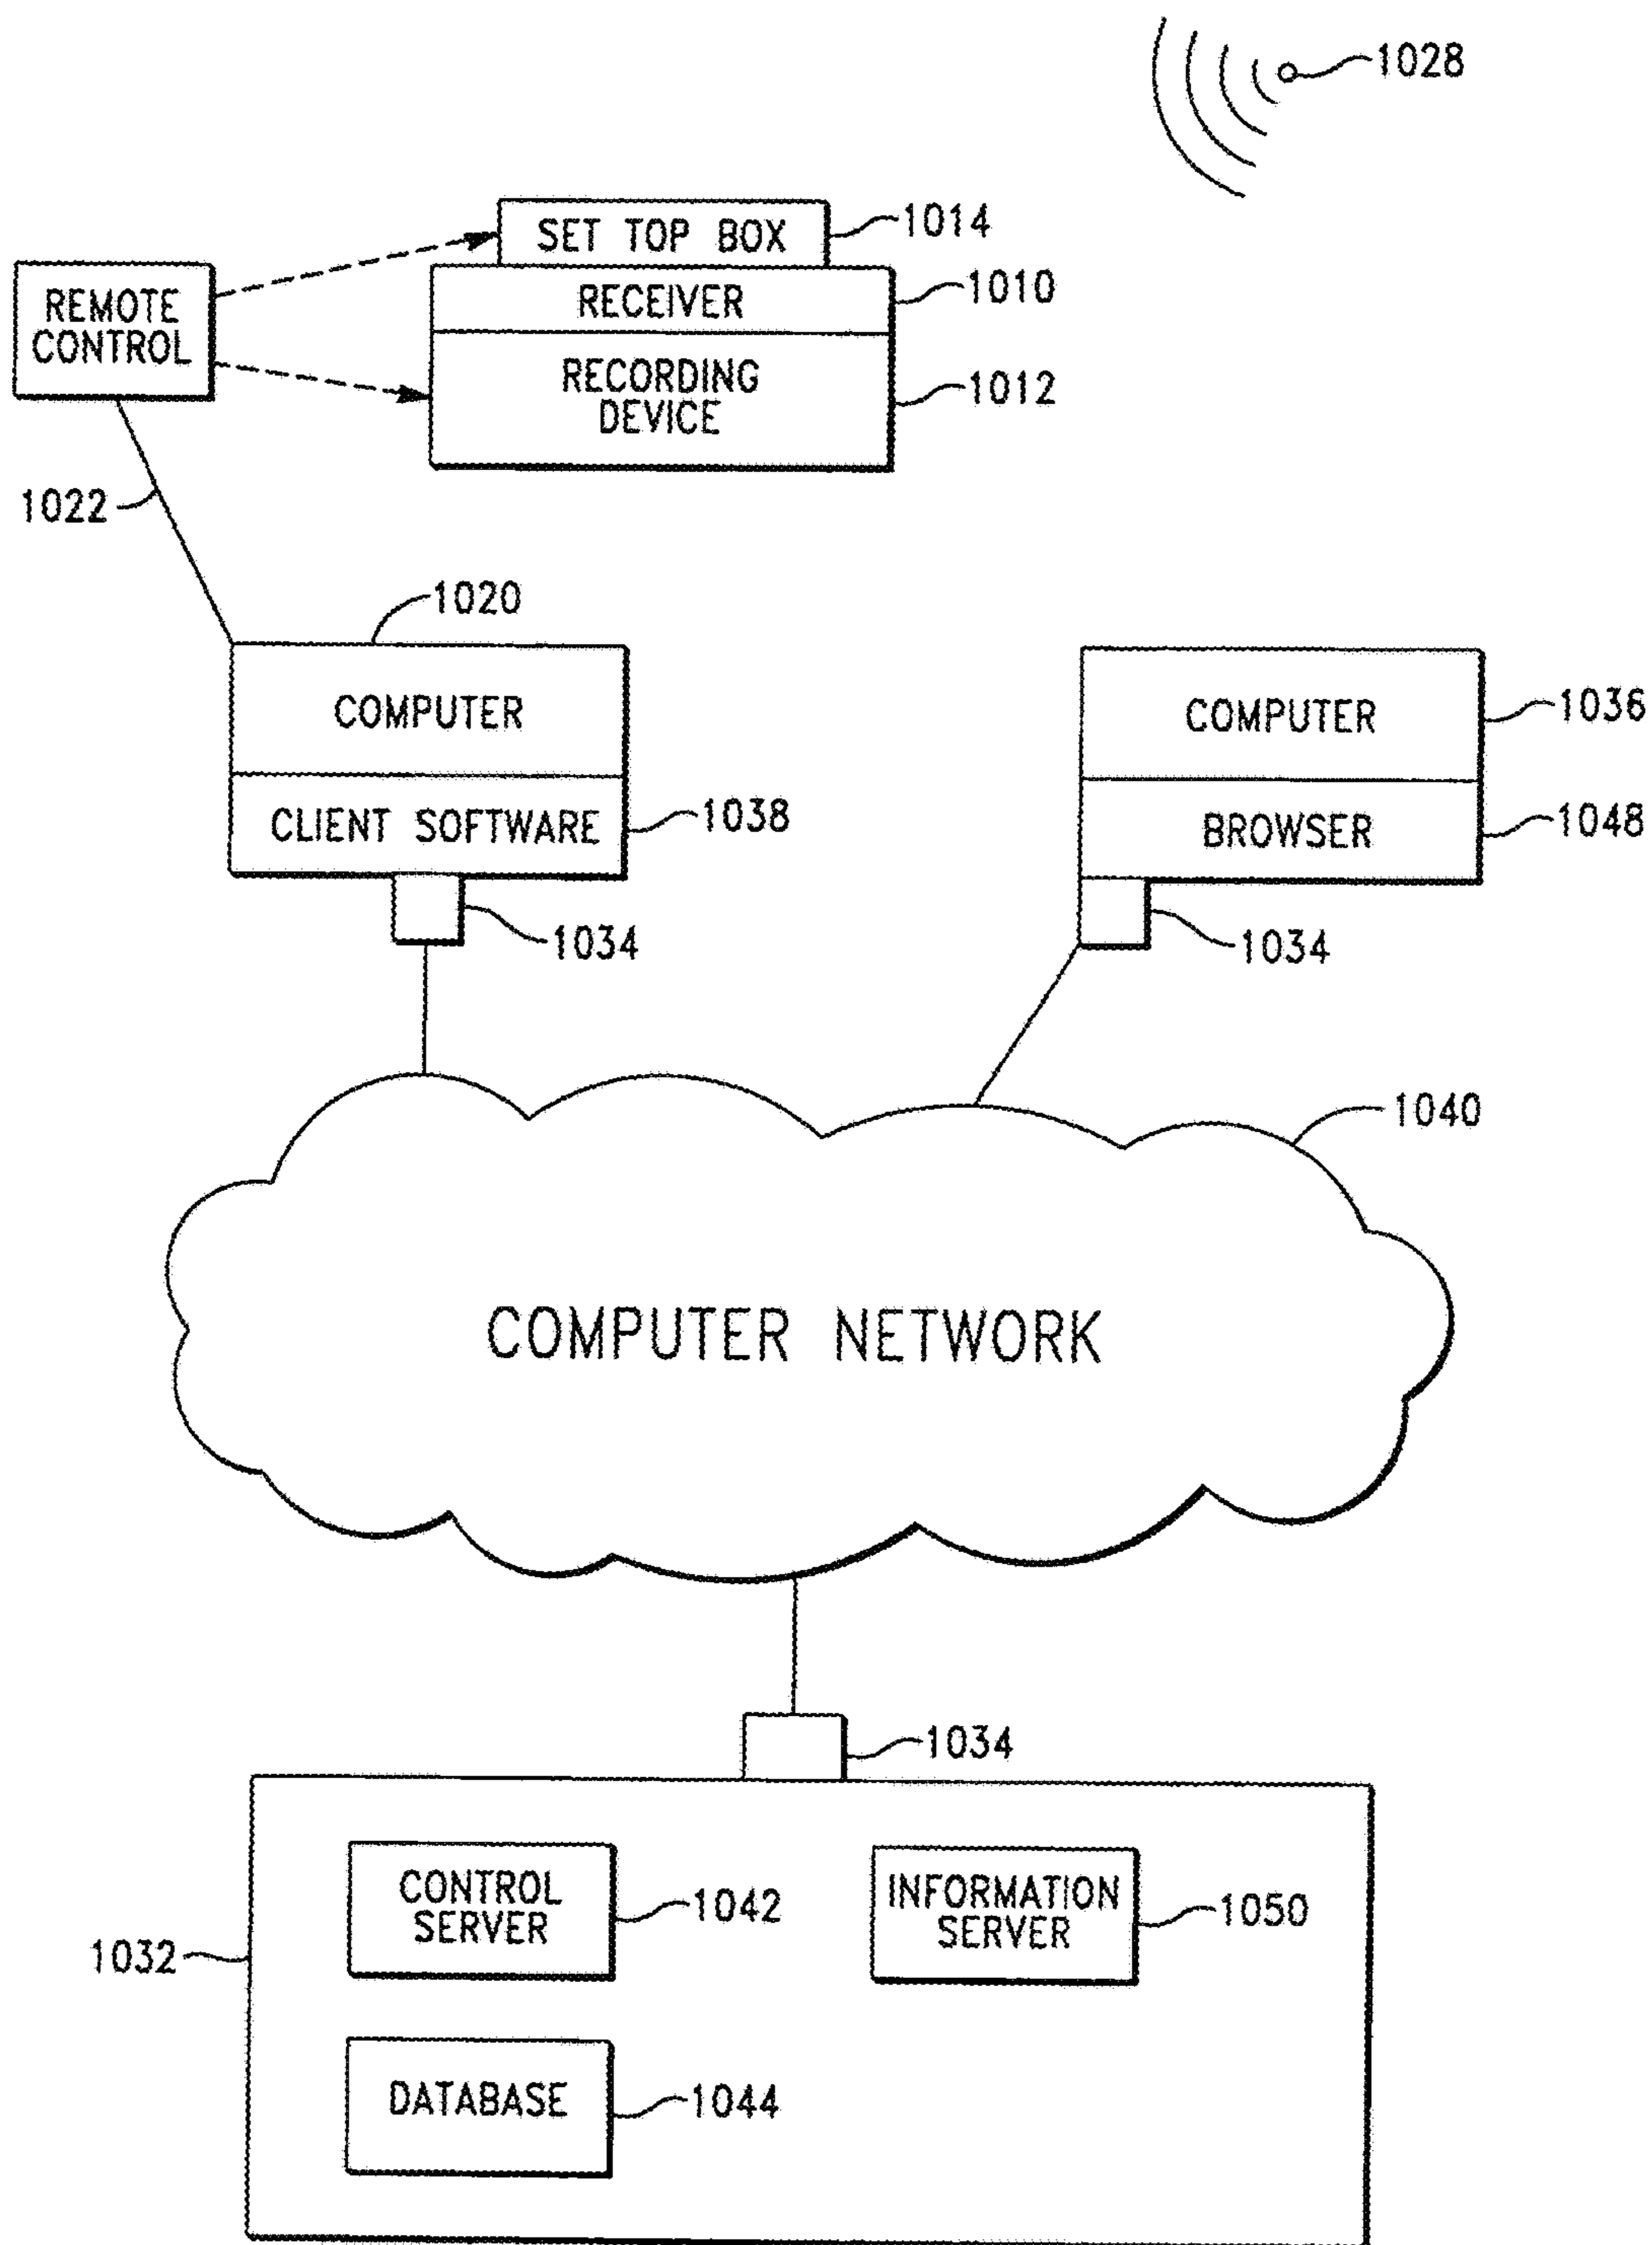 1028
SET TOP BOX
1014
REMOTE
CONTROL
RECEIVER
1010
RECORDING
DEVICE
1012
1022
1020
COMPUTER
COMPUTER
1036
CLIENT SOFTWARE
1038
BROWSER
1048
1034
1034
1040
COMPUTER NETWORK
1034
CONTROL
SERVER
1042
INFORMATION
SERVER
1050
1032
DATABASE
1044